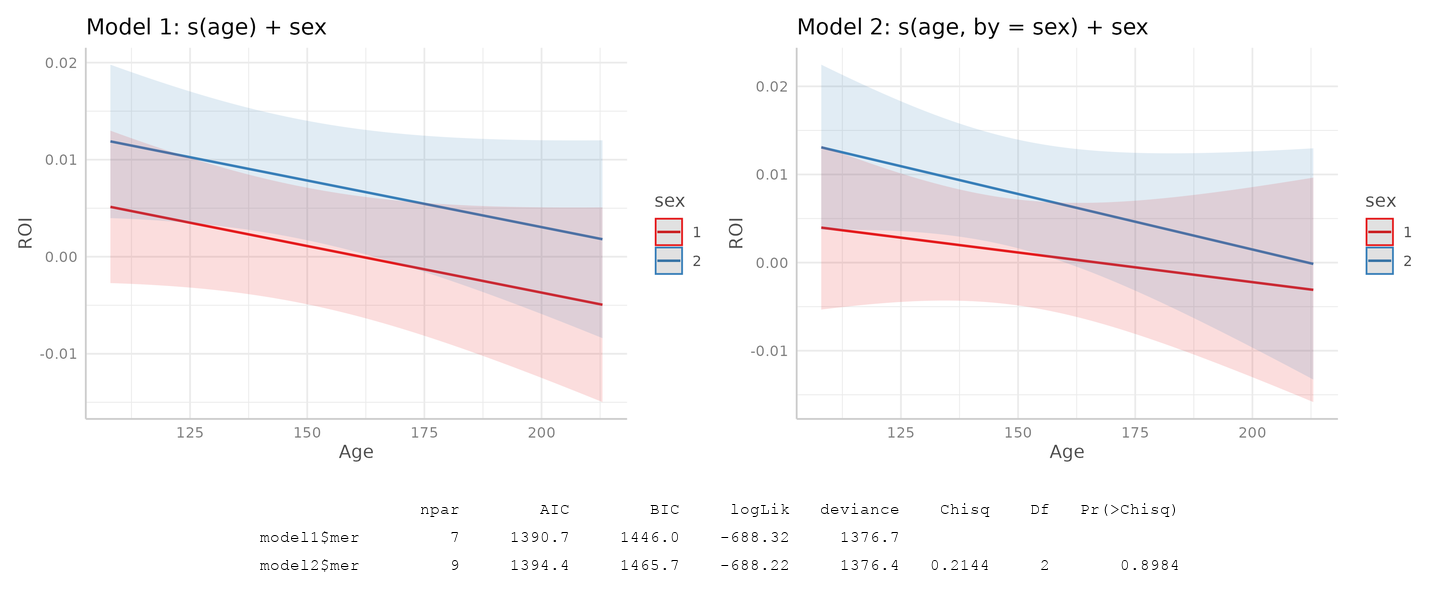 Model 1: s(age) + sex
0.02
0.01
0.00
-0.01
ROI
125 150 175 200
Age
sex
1
2
Model 2: s(age, by = sex) + sex
0.02
0.01
0.00
-0.01
ROI
125 150 175 200
Age
sex
1
2
npar AIC BIC logLik deviance Chisq Df Pr(>Chisq)
model1$mer 7 1390.7 1446.0 -688.32 1376.7
model2$mer 9 1394.4 1465.7 -688.22 1376.4 0.2144 2 0.8984